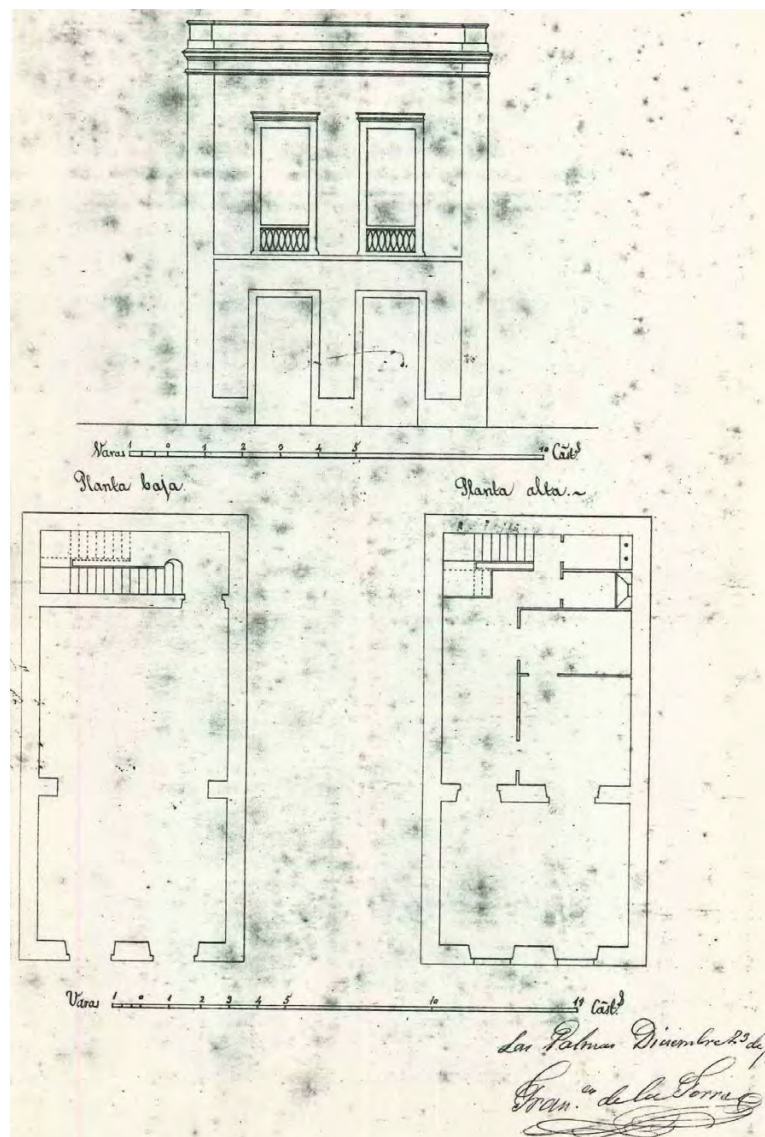 Varas 1 0 1 2 3 4 5 10 Cast.s
Planta baja. Planta alta.~
Varas 1 0 1 2 3 4 5 10 Cast.s
Las Palmas Diciembre 23 de
Fran.co de la Torre